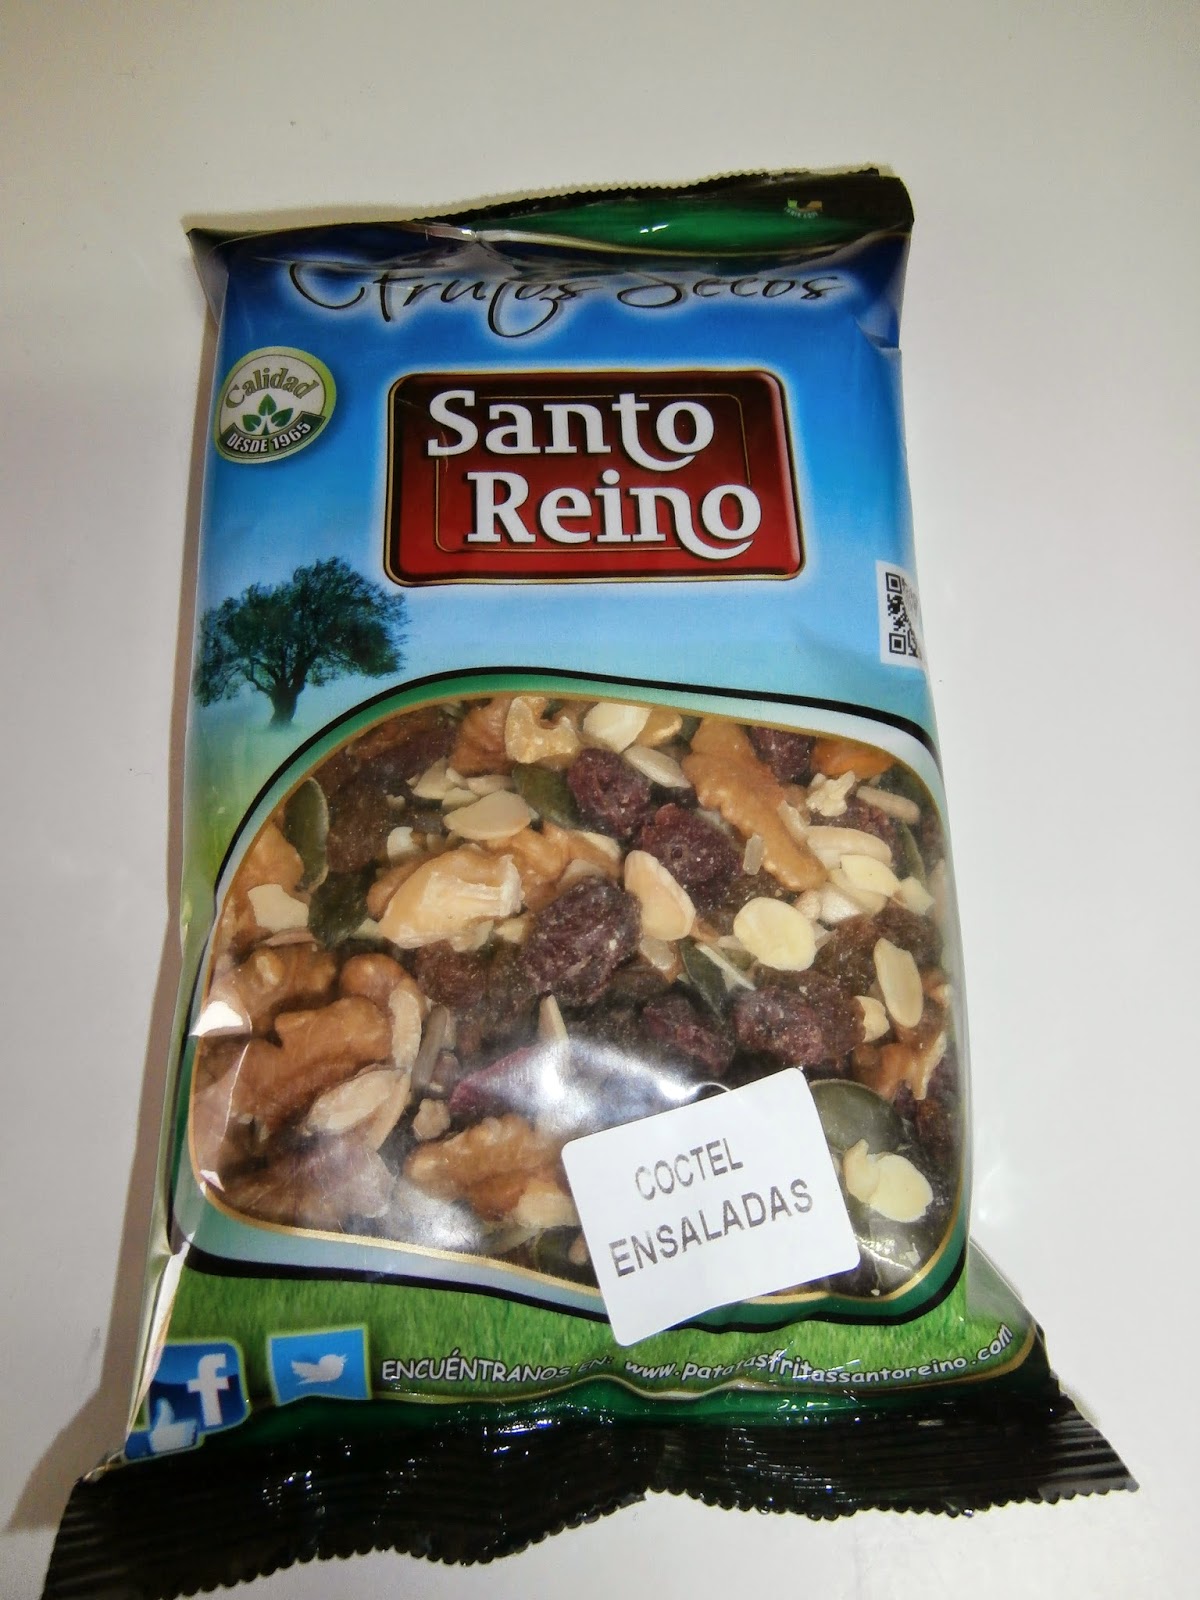 Frutos Secos
Calidad
DESDE 1965
Santo
Reino
COCTEL
ENSALADAS
f
ENCUÉNTRANOS EN: www.patatasfritassantoreino.com